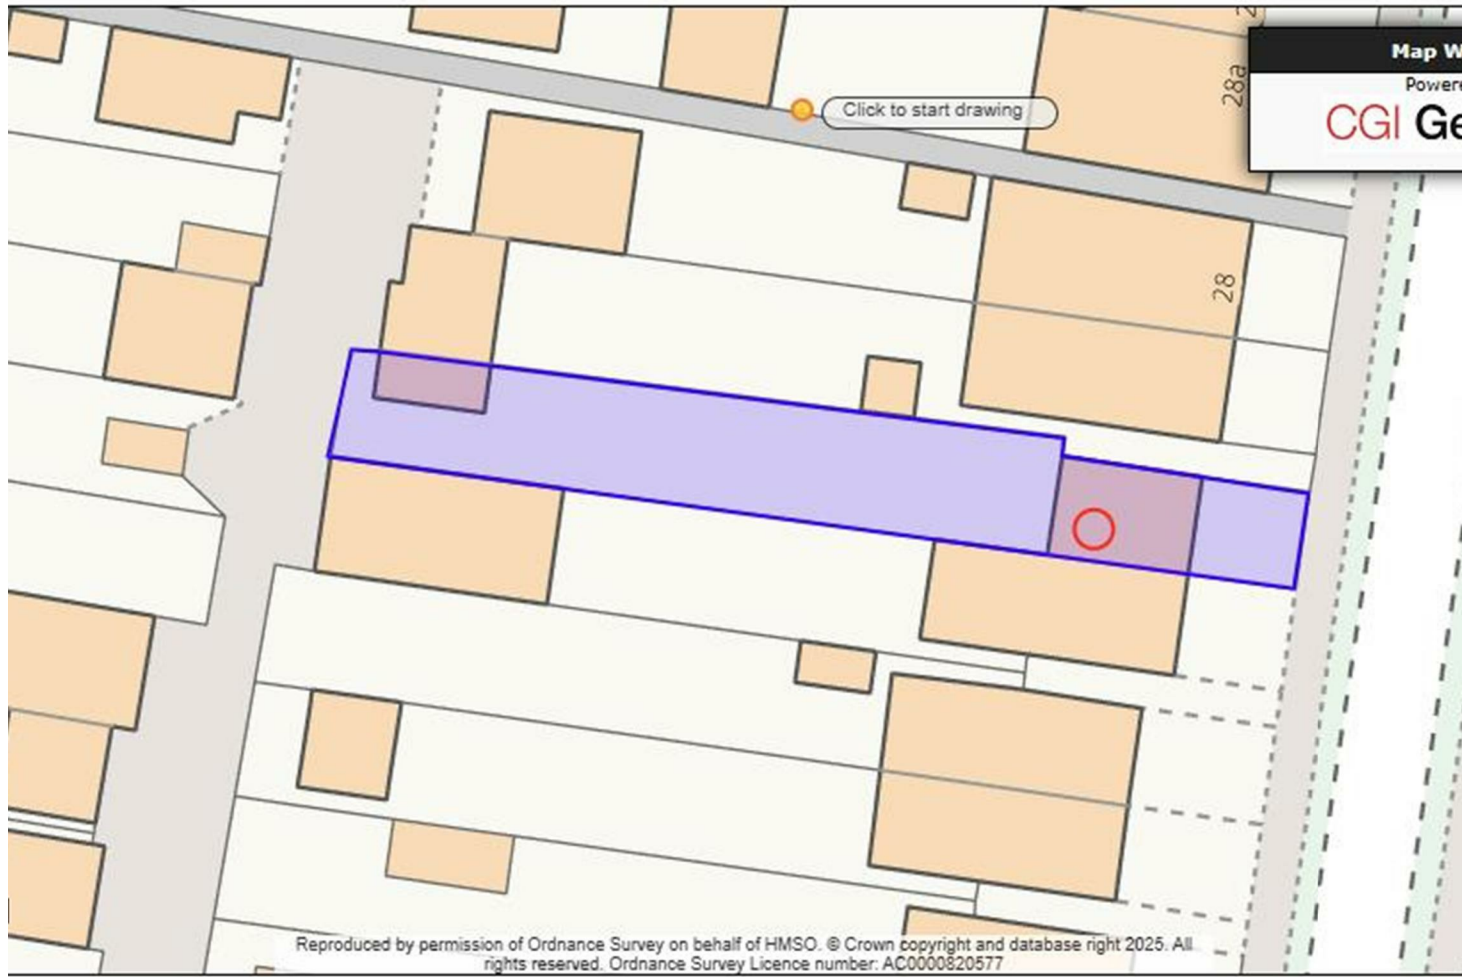 Map W
Powere
CGI Ge
28a
Click to start drawing
28
Reproduced by permission of Ordnance Survey on behalf of HMSO. © Crown copyright and database right 2025. All
rights reserved. Ordnance Survey Licence number: AC0000820577